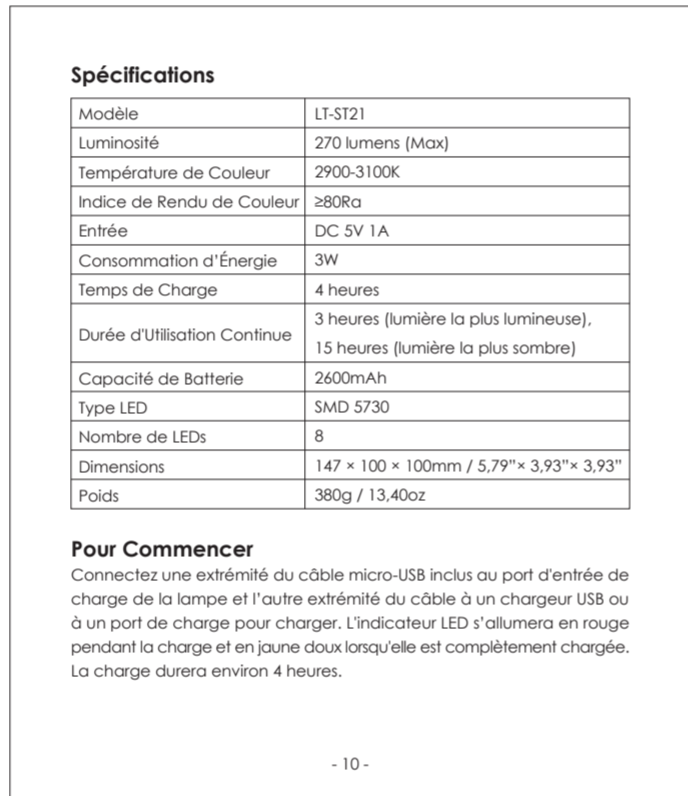 Spécifications
Modèle LT-ST21
Luminosité 270 lumens (Max)
Température de Couleur 2900-3100K
Indice de Rendu de Couleur ≥80Ra
Entrée DC 5V 1A
Consommation d’Énergie 3W
Temps de Charge 4 heures
Durée d'Utilisation Continue 3 heures (lumière la plus lumineuse),
15 heures (lumière la plus sombre)
Capacité de Batterie 2600mAh
Type LED SMD 5730
Nombre de LEDs 8
Dimensions 147 × 100 × 100mm / 5,79”× 3,93”× 3,93”
Poids 380g / 13,40oz
Pour Commencer
Connectez une extrémité du câble micro-USB inclus au port d'entrée de
charge de la lampe et l’autre extrémité du câble à un chargeur USB ou
à un port de charge pour charger. L'indicateur LED s’allumera en rouge
pendant la charge et en jaune doux lorsqu'elle est complètement chargée.
La charge durera environ 4 heures.
- 10 -